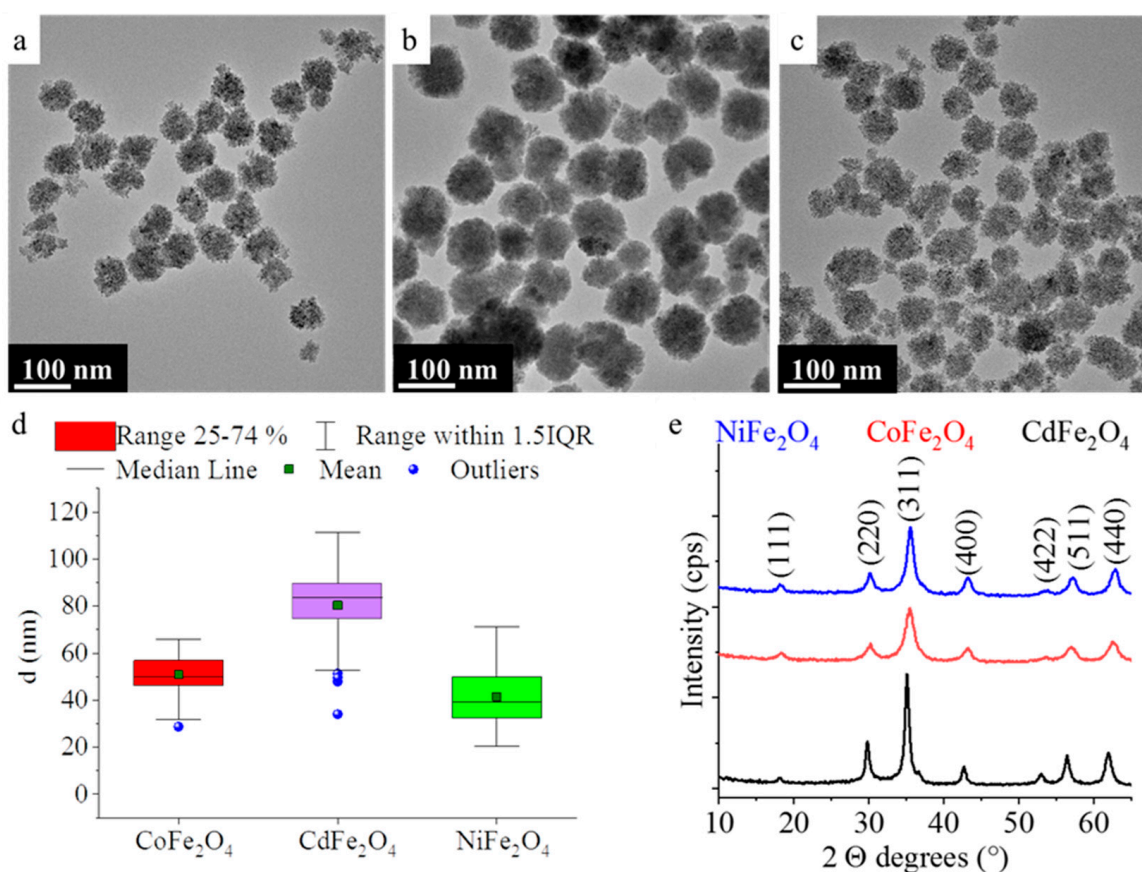 a
b
c
100 nm
100 nm
100 nm
d
Range 25-74 %
Range within 1.5IQR
Median Line
Mean
Outliers
d (nm)
120
100
80
60
40
20
0
CoFe₂O₄
CdFe₂O₄
NiFe₂O₄
e
NiFe₂O₄
CoFe₂O₄
CdFe₂O₄
(111)
(220)
(311)
(400)
(422)
(511)
(440)
Intensity (cps)
10
20
30
40
50
60
2 Θ degrees (°)